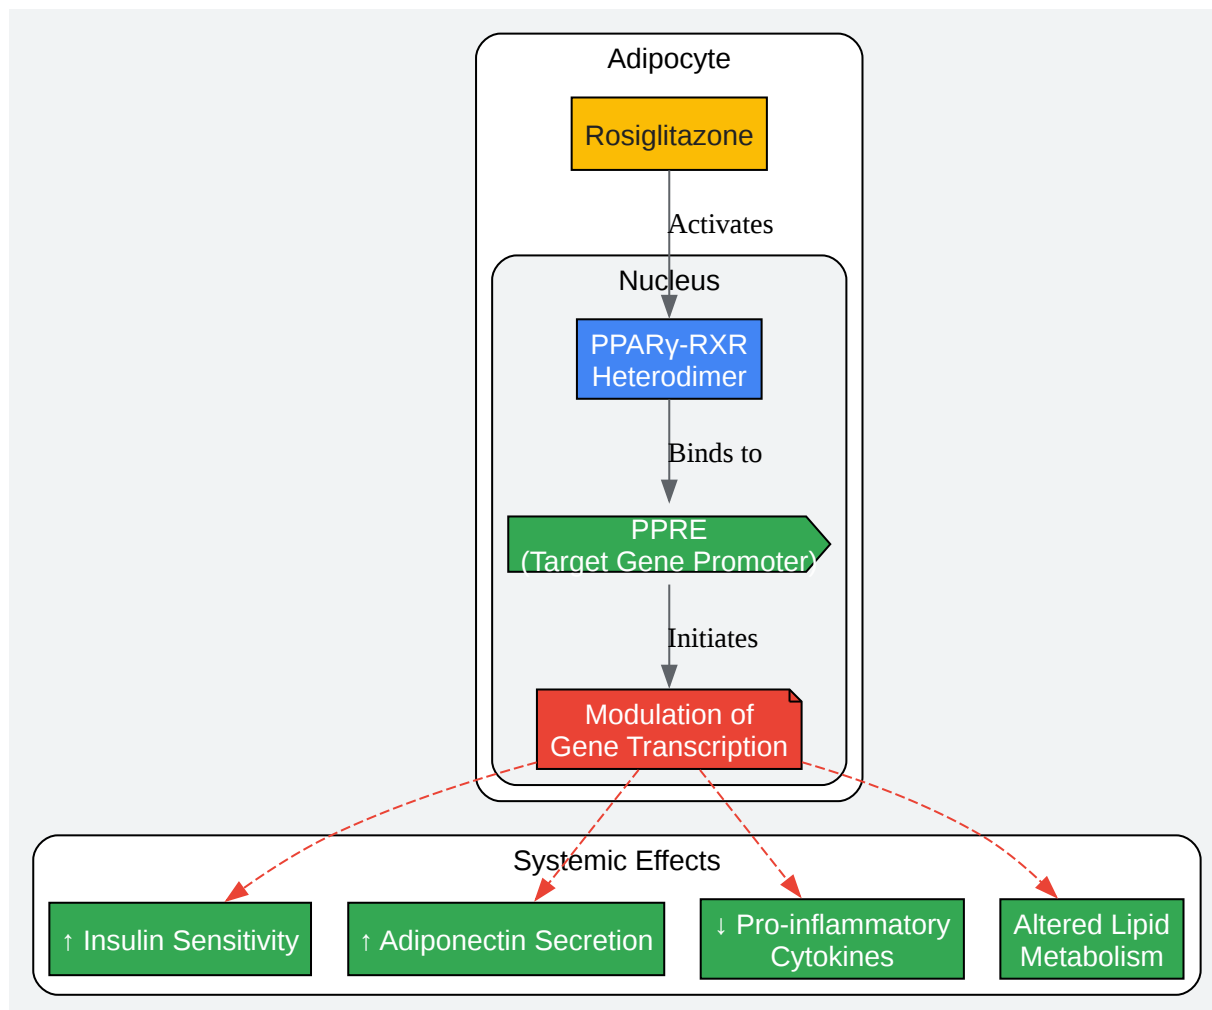 Adipocyte
Rosiglitazone
Activates
Nucleus
PPARγ-RXR
Heterodimer
Binds to
PPRE
(Target Gene Promoter)
Initiates
Modulation of
Gene Transcription
Systemic Effects
↑ Insulin Sensitivity
↑ Adiponectin Secretion
↓ Pro-inflammatory
Cytokines
Altered Lipid
Metabolism